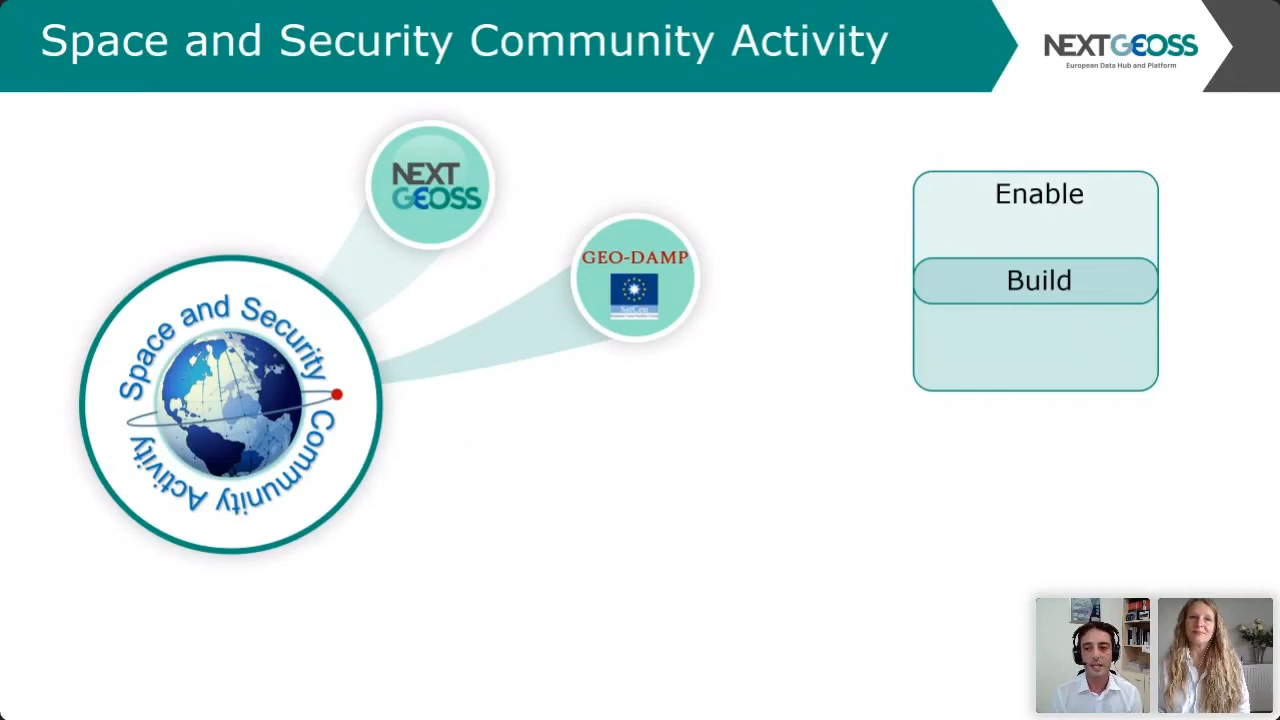 Space and Security Community Activity
NEXTGEOSS
European Data Hub and Platform
NEXT
GEOSS
GEO-DAMP
SatCen
Space and Security
Community Activity
Enable
Build